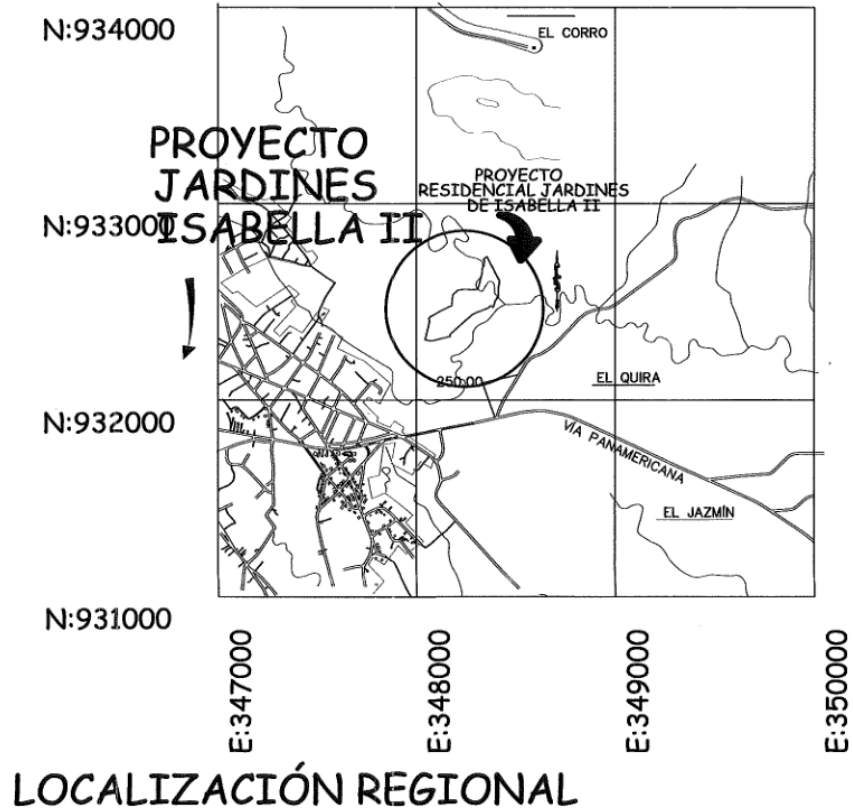 N:934000
EL CORRO
PROYECTO
JARDINES
ISABELLA II
PROYECTO
RESIDENCIAL JARDINES
DE ISABELLA II
N:933000
250.00
EL QUIRA
N:932000
VÍA PANAMERICANA
EL JAZMÍN
N:931000
E:347000
E:348000
E:349000
E:350000
LOCALIZACIÓN REGIONAL